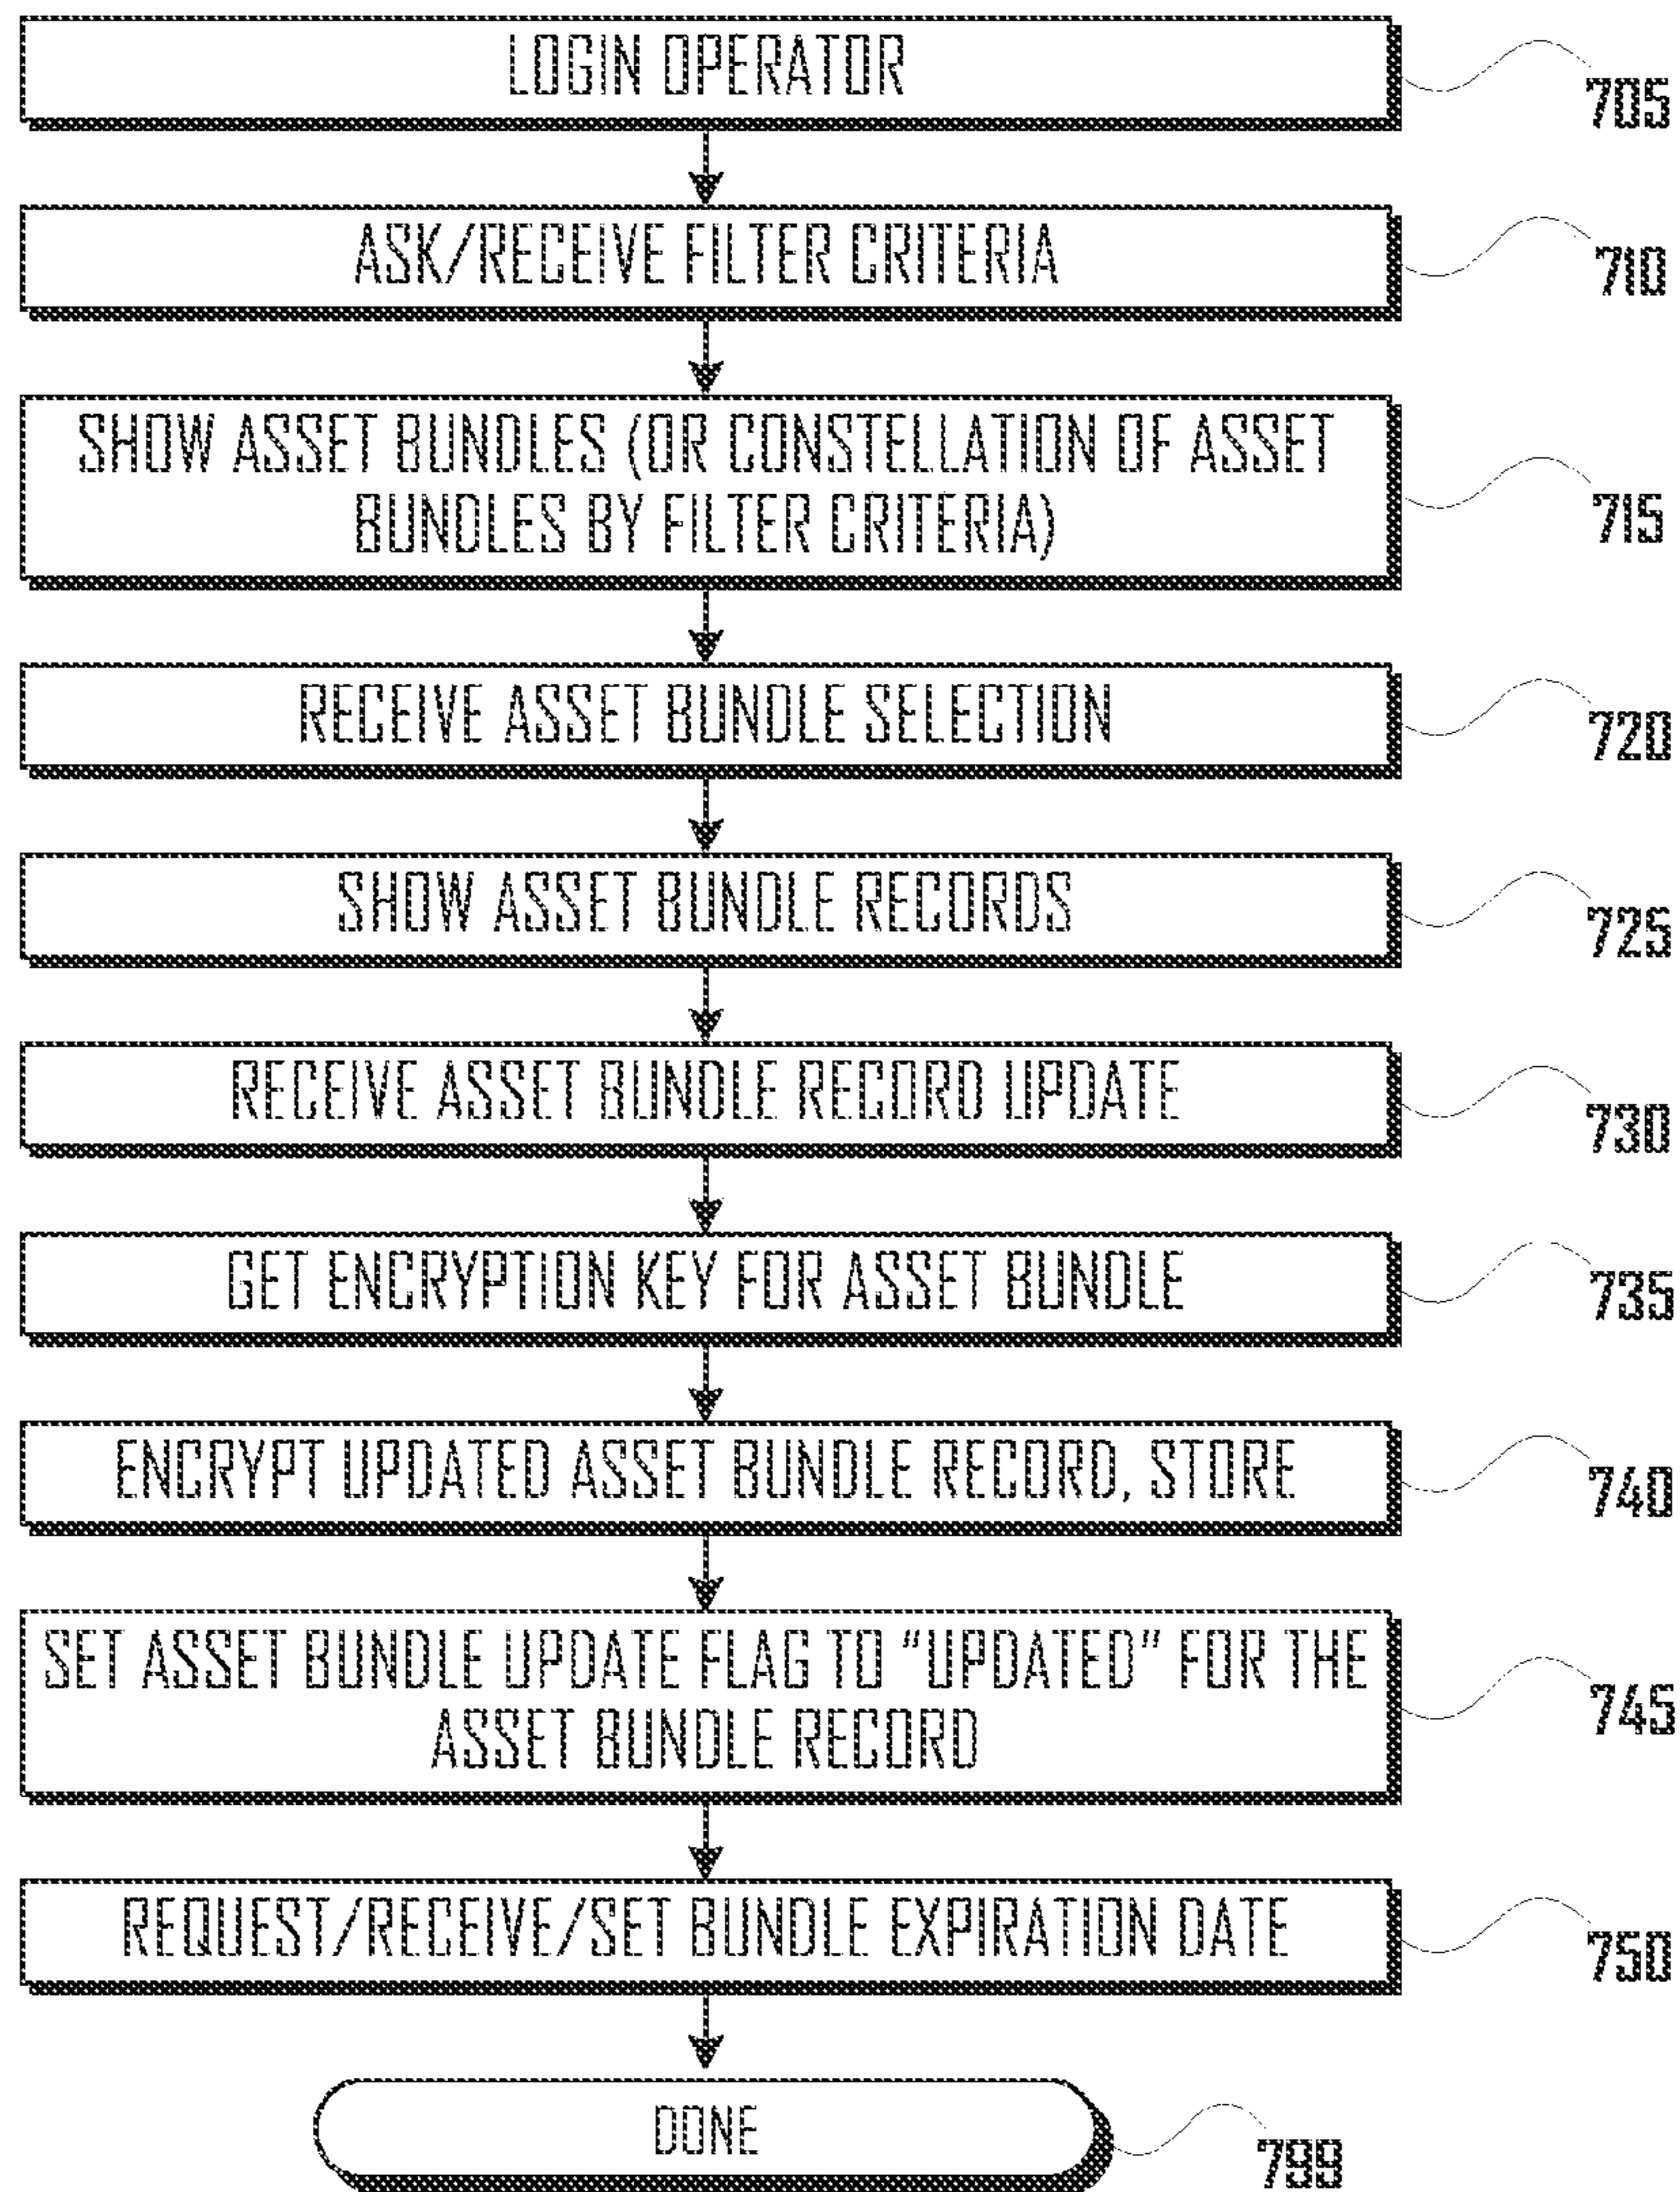 LOGIN OPERATOR
705
ASK/RECEIVE FILTER CRITERIA
710
SHOW ASSET BUNDLES (OR CONSTELLATION OF ASSET
BUNDLES BY FILTER CRITERIA)
715
RECEIVE ASSET BUNDLE SELECTION
720
SHOW ASSET BUNDLE RECORDS
725
RECEIVE ASSET BUNDLE RECORD UPDATE
730
GET ENCRYPTION KEY FOR ASSET BUNDLE
735
ENCRYPT UPDATED ASSET BUNDLE RECORD, STORE
740
SET ASSET BUNDLE UPDATE FLAG TO "UPDATED" FOR THE
ASSET BUNDLE RECORD
745
REQUEST/RECEIVE/SET BUNDLE EXPIRATION DATE
750
DONE
799